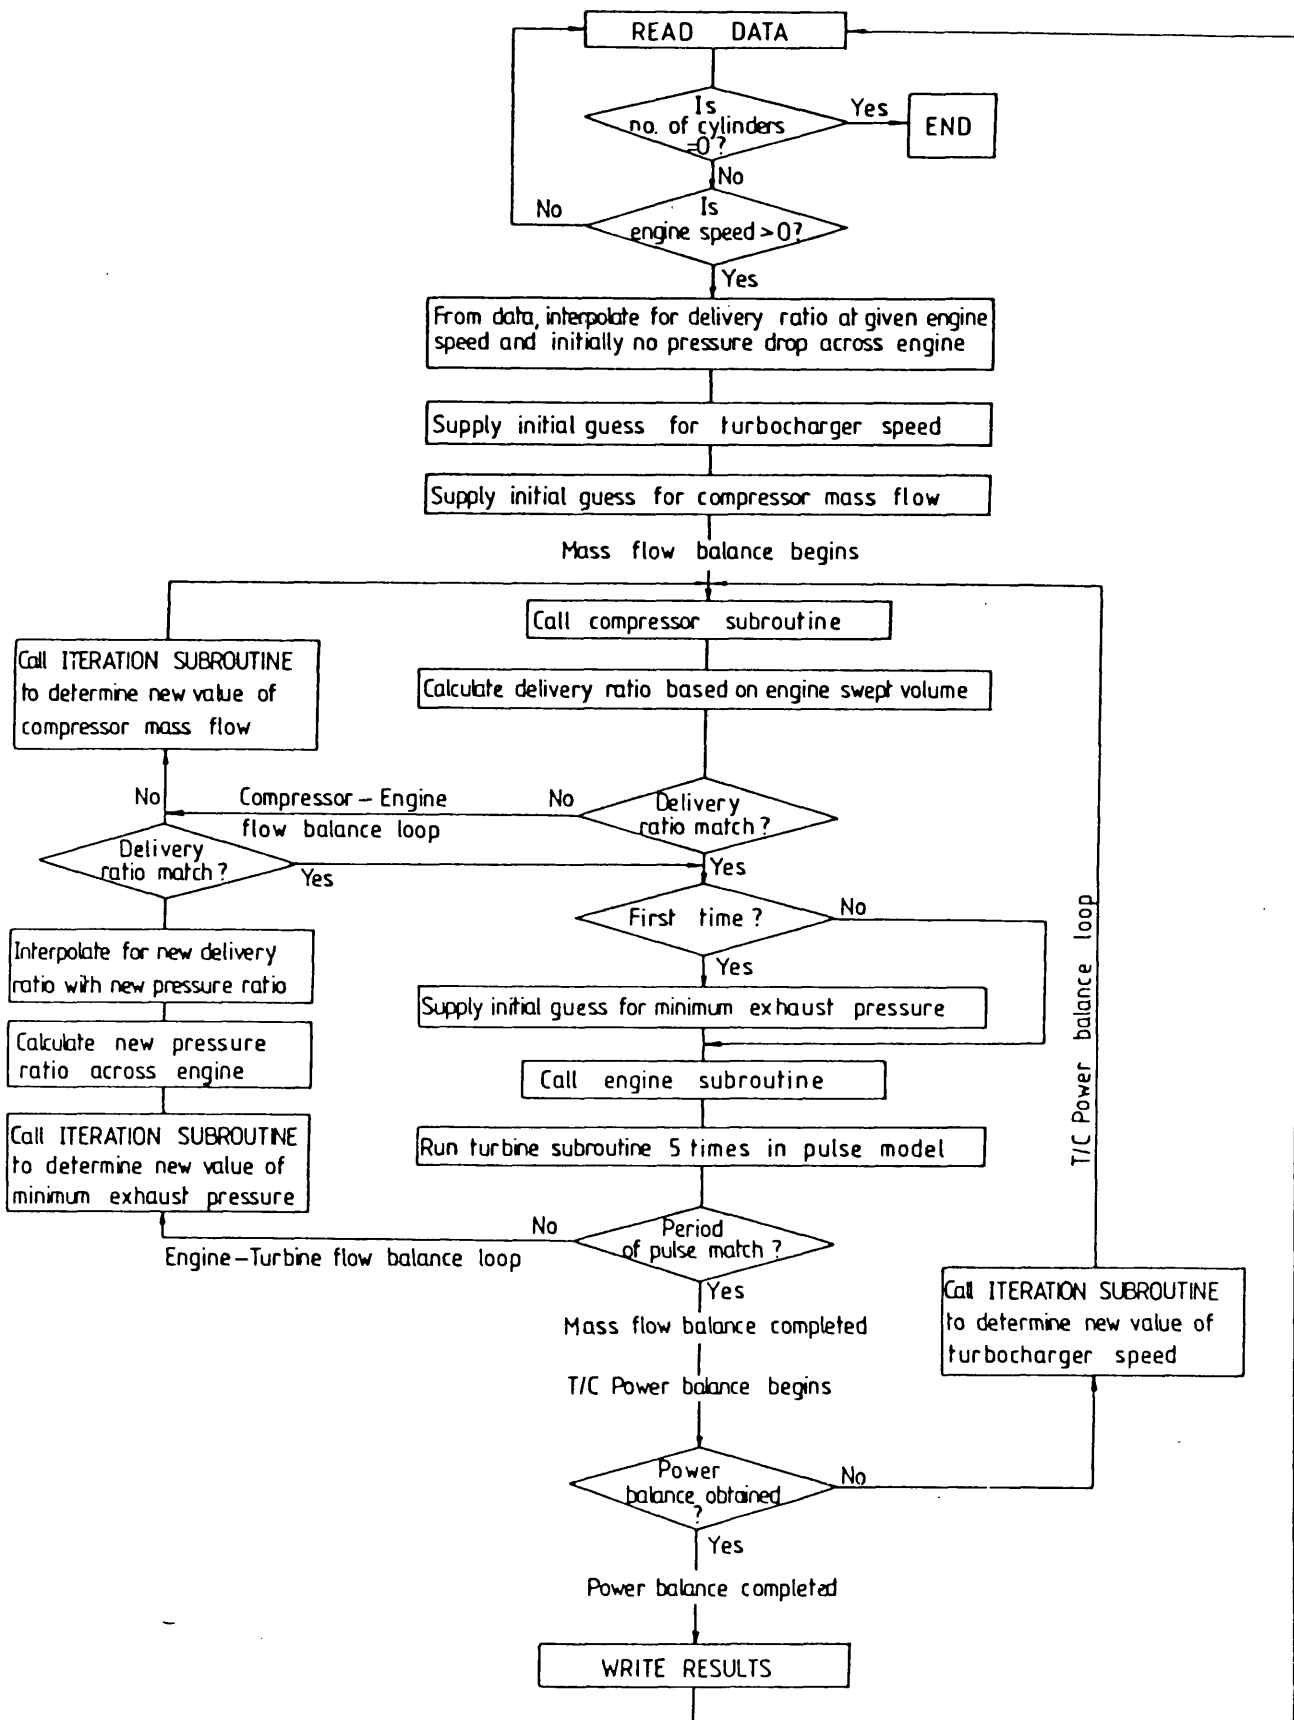 READ DATA
Is
no. of cylinders
=0?
Yes
END
No
Is
engine speed > 0?
No
Yes
From data, interpolate for delivery ratio at given engine
speed and initially no pressure drop across engine
Supply initial guess for turbocharger speed
Supply initial guess for compressor mass flow
Mass flow balance begins
Call compressor subroutine
Call ITERATION SUBROUTINE
to determine new value of
compressor mass flow
Calculate delivery ratio based on engine swept volume
No
Compressor – Engine
flow balance loop
No
Delivery
ratio match?
Delivery
ratio match?
Yes
Yes
First time?
No
Yes
Interpolate for new delivery
ratio with new pressure ratio
Supply initial guess for minimum exhaust pressure
Calculate new pressure
ratio across engine
Call engine subroutine
T/C Power balance loop
Call ITERATION SUBROUTINE
to determine new value of
minimum exhaust pressure
Run turbine subroutine 5 times in pulse model
No
Period
of pulse match?
Engine–Turbine flow balance loop
Yes
Call ITERATION SUBROUTINE
to determine new value of
turbocharger speed
Mass flow balance completed
T/C Power balance begins
Power
balance obtained
?
No
Yes
Power balance completed
WRITE RESULTS